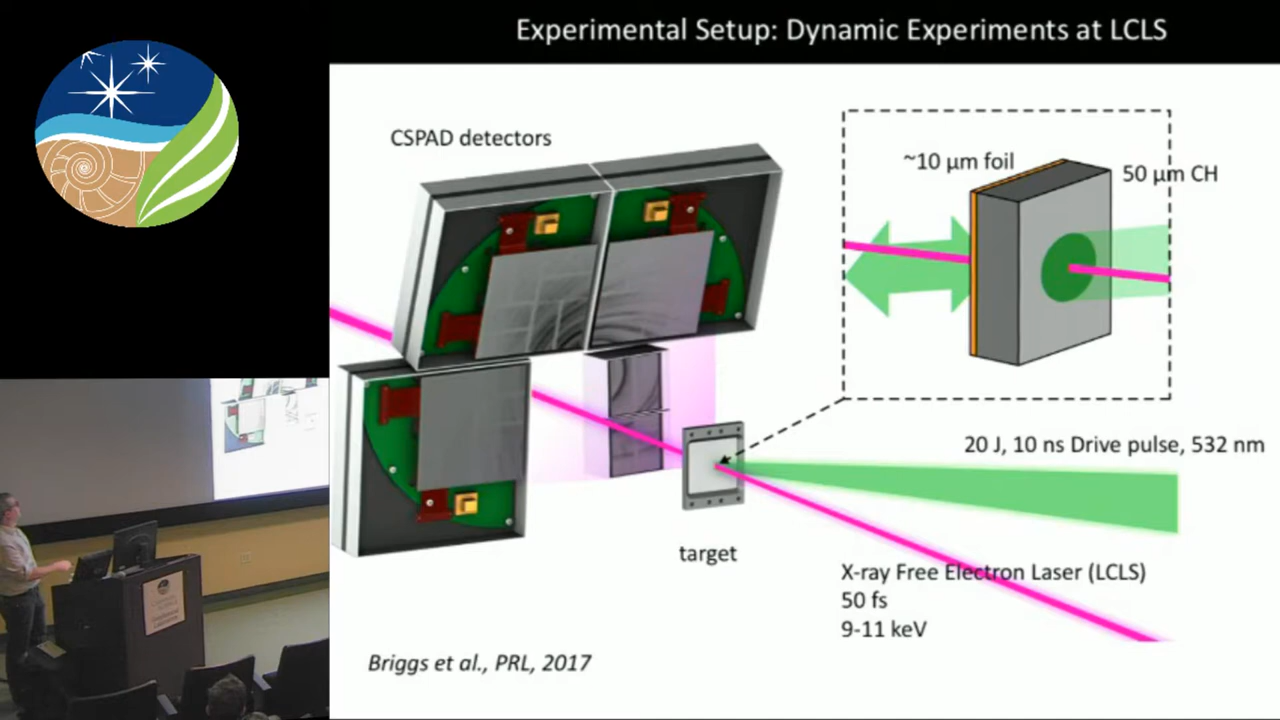 Experimental Setup: Dynamic Experiments at LCLS
CSPAD detectors
~10 µm foil
50 µm CH
20 J, 10 ns Drive pulse, 532 nm
target
X-ray Free Electron Laser (LCLS)
50 fs
9-11 keV
Briggs et al., PRL, 2017